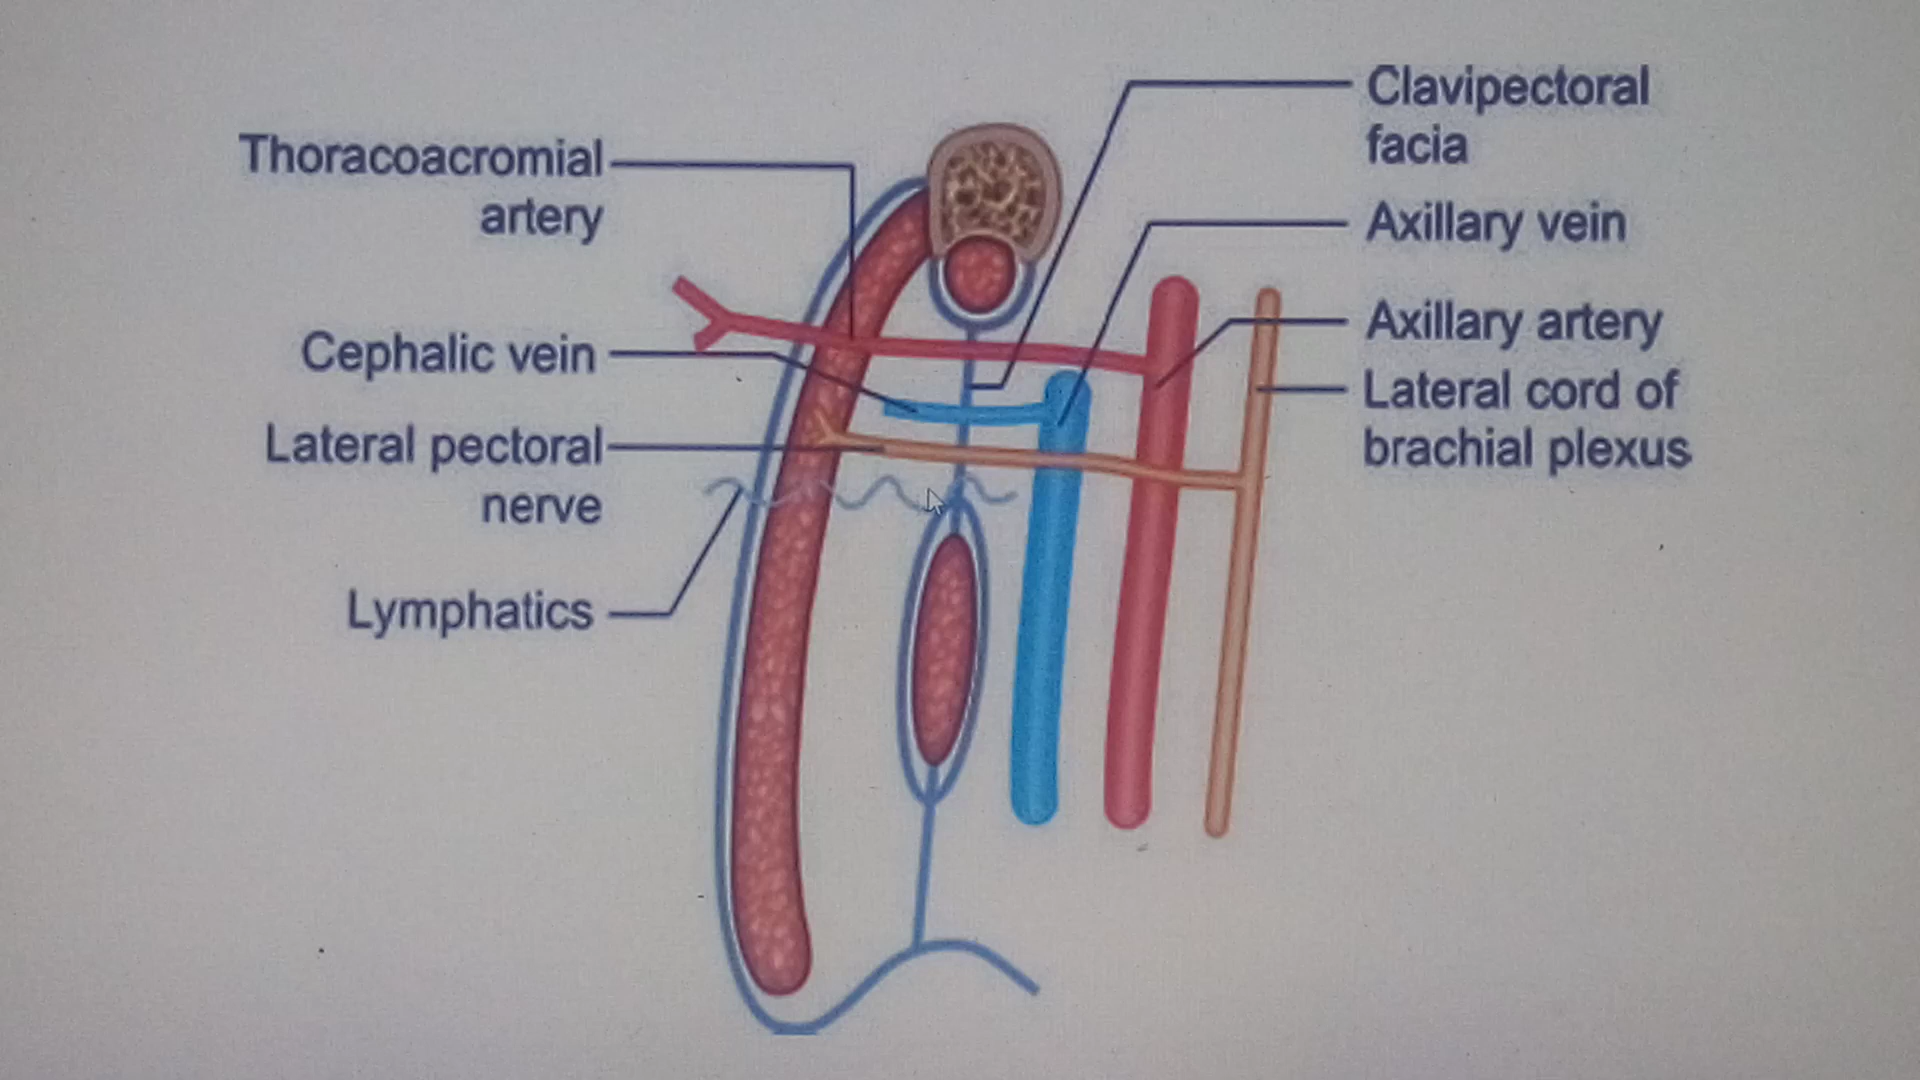 Thoracoacromial
artery
Cephalic vein
Lateral pectoral
nerve
Lymphatics
Clavipectoral
facia
Axillary vein
Axillary artery
Lateral cord of
brachial plexus